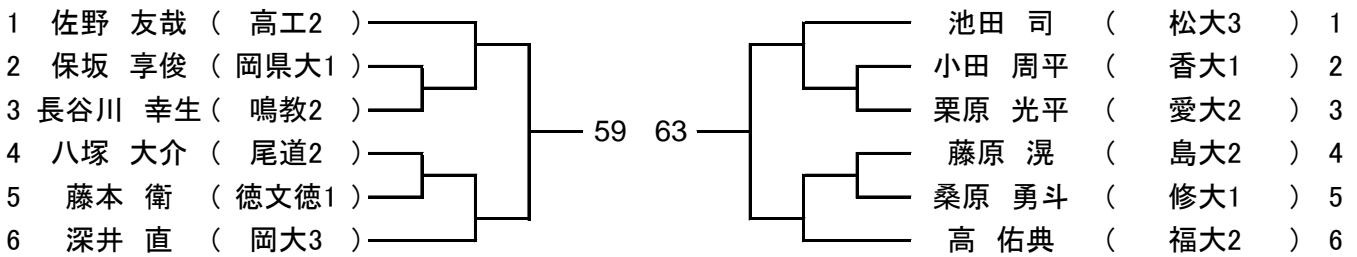 1 佐野 友哉 ( 高工2 )
2 保坂 享俊 ( 岡県大1 )
3 長谷川 幸生 ( 鳴教2 )
4 八塚 大介 ( 尾道2 )
5 藤本 衛 ( 徳文徳1 )
6 深井 直 ( 岡大3 )
59 63
池田 司 ( 松大3 ) 1
小田 周平 ( 香大1 ) 2
栗原 光平 ( 愛大2 ) 3
藤原 滉 ( 島大2 ) 4
桑原 勇斗 ( 修大1 ) 5
高 佑典 ( 福大2 ) 6